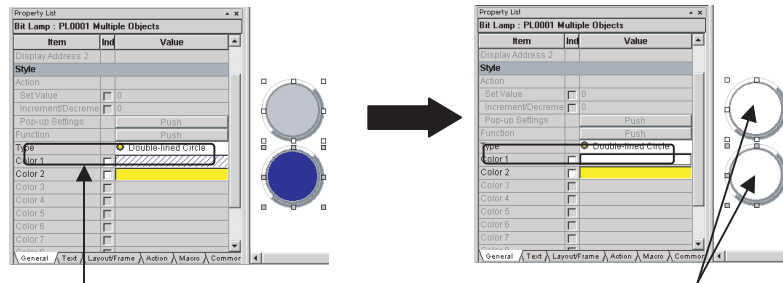 Property List
Bit Lamp : PL0001 Multiple Objects
Item Ind Value
Display Address 2
Style
Action
Set Value 0
Increment/Decreme 0
Pop-up Settings Push
Function Push
Type Double-lined Circle
Color 1
Color 2
Color 3
Color 4
Color 5
Color 6
Color 7
General Text Layout/Frame Action Macro Common
Property List
Bit Lamp : PL0001 Multiple Objects
Item Ind Value
Display Address 2
Style
Action
Set Value 0
Increment/Decreme 0
Pop-up Settings Push
Function Push
Type Double-lined Circle
Color 1
Color 2
Color 3
Color 4
Color 5
Color 6
Color 7
General Text Layout/Frame Action Macro Common